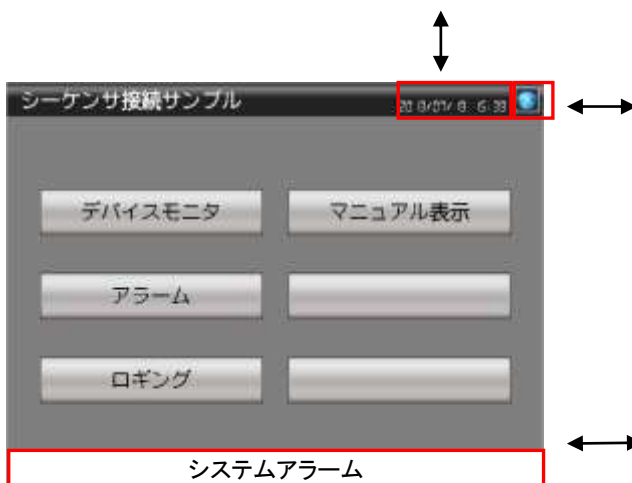 シーケンサ接続サンプル
デバイスモニタ
マニュアル表示
アラーム
ロギング
システムアラーム